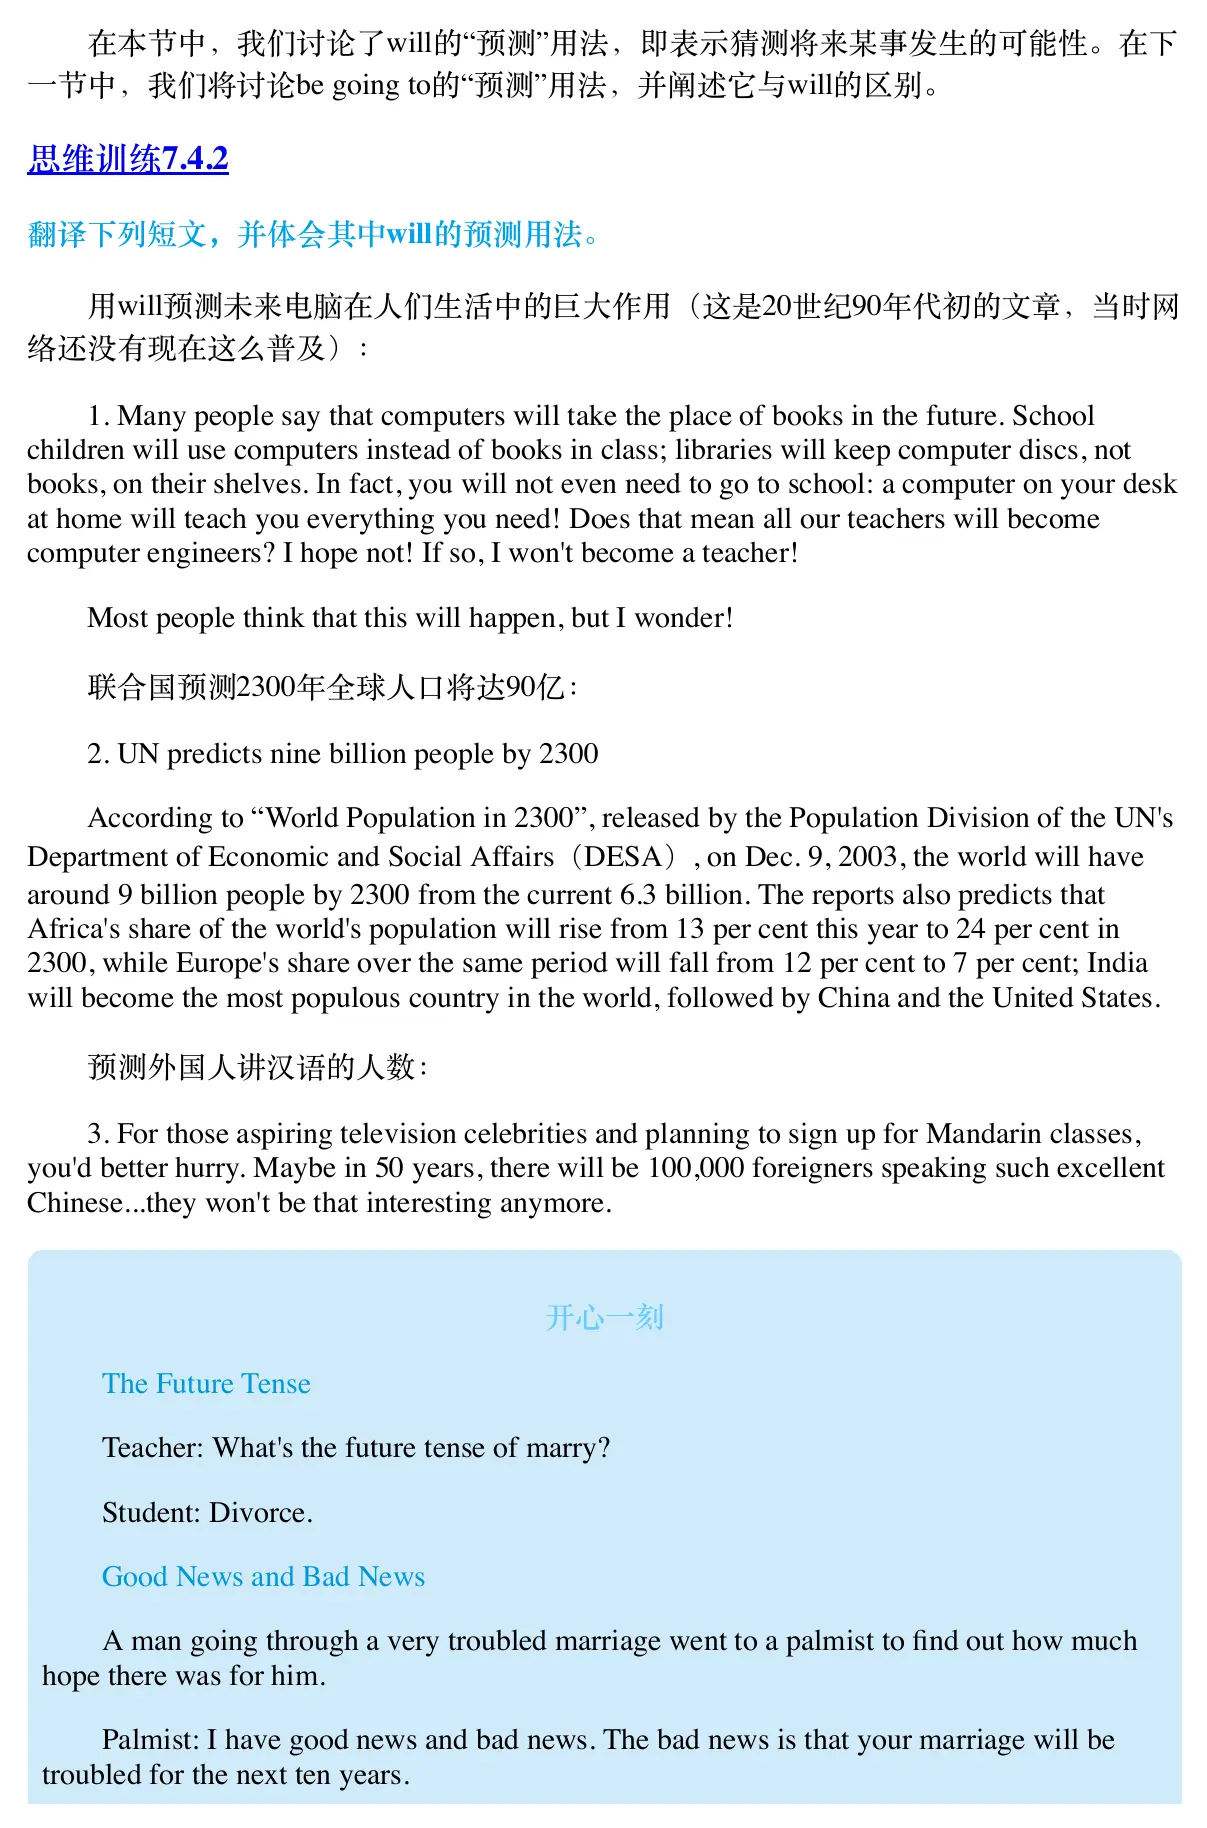 在本节中，我们讨论了will的“预测”用法，即表示猜测将来某事发生的可能性。在下
一节中，我们将讨论be going to的“预测”用法，并阐述它与will的区别。
思维训练7.4.2
翻译下列短文，并体会其中will的预测用法。
用will预测未来电脑在人们生活中的巨大作用（这是20世纪90年代初的文章，当时网
络还没有现在这么普及）：
1. Many people say that computers will take the place of books in the future. School
children will use computers instead of books in class; libraries will keep computer discs, not
books, on their shelves. In fact, you will not even need to go to school: a computer on your desk
at home will teach you everything you need! Does that mean all our teachers will become
computer engineers? I hope not! If so, I won't become a teacher!
Most people think that this will happen, but I wonder!
联合国预测2300年全球人口将达90亿：
2. UN predicts nine billion people by 2300
According to “World Population in 2300”, released by the Population Division of the UN's
Department of Economic and Social Affairs（DESA）, on Dec. 9, 2003, the world will have
around 9 billion people by 2300 from the current 6.3 billion. The reports also predicts that
Africa's share of the world's population will rise from 13 per cent this year to 24 per cent in
2300, while Europe's share over the same period will fall from 12 per cent to 7 per cent; India
will become the most populous country in the world, followed by China and the United States.
预测外国人讲汉语的人数：
3. For those aspiring television celebrities and planning to sign up for Mandarin classes,
you'd better hurry. Maybe in 50 years, there will be 100,000 foreigners speaking such excellent
Chinese...they won't be that interesting anymore.
开心一刻
The Future Tense
Teacher: What's the future tense of marry?
Student: Divorce.
Good News and Bad News
A man going through a very troubled marriage went to a palmist to find out how much
hope there was for him.
Palmist: I have good news and bad news. The bad news is that your marriage will be
troubled for the next ten years.